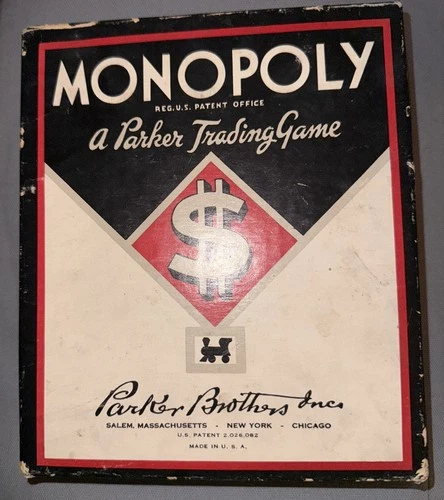 MONOPOLY
REG. U.S. PATENT OFFICE
A Parker Trading Game
$
Parker Brothers Inc.
SALEM, MASSACHUSETTS - NEW YORK - CHICAGO
U.S. PATENT 2,026,082
MADE IN U.S.A.